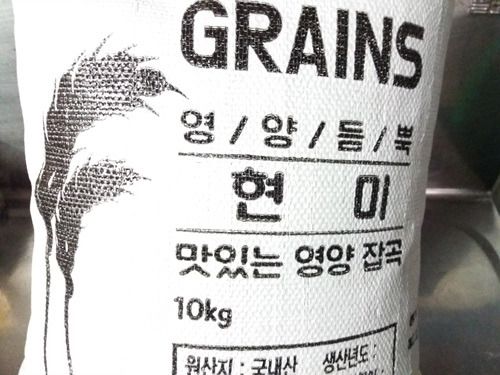 GRAINS
영/양/듬/뿍
현 미
맛있는 영양 잡곡
10kg
원산지 : 국내산 생산년도 :